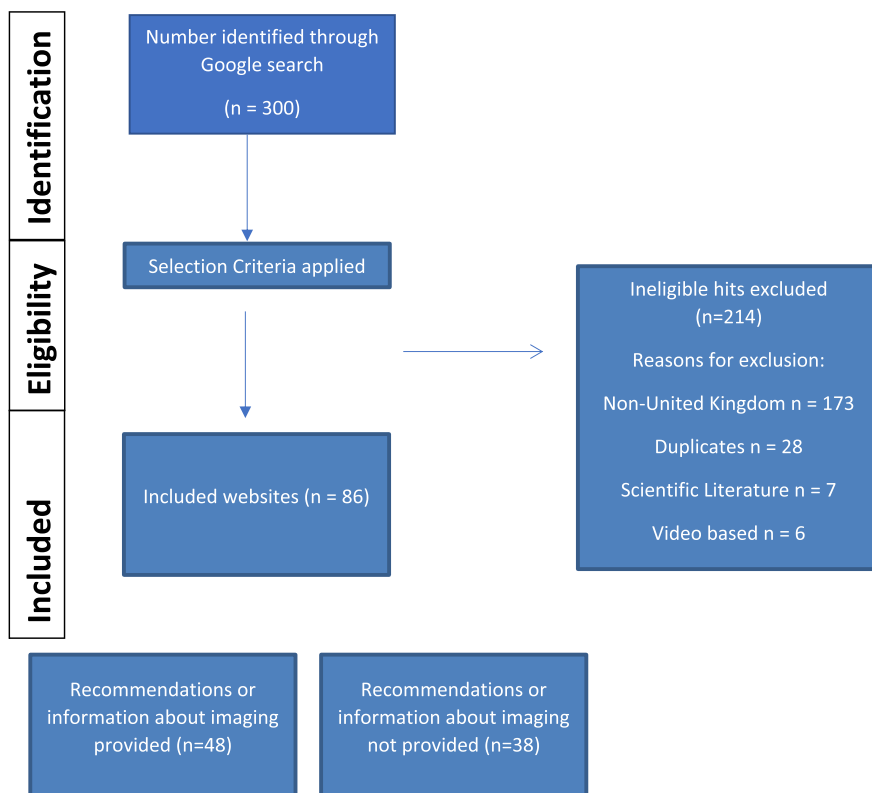 Identification
Number identified through
Google search
(n = 300)
Eligibility
Selection Criteria applied
Ineligible hits excluded
(n=214)
Reasons for exclusion:
Non-United Kingdom n = 173
Duplicates n = 28
Scientific Literature n = 7
Video based n = 6
Included
Included websites (n = 86)
Recommendations or
information about imaging
provided (n=48)
Recommendations or
information about imaging
not provided (n=38)